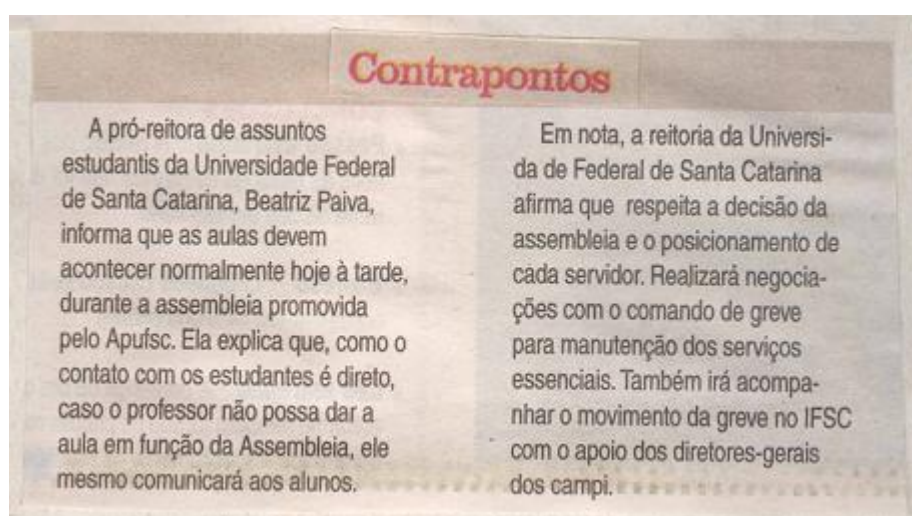 Contrapontos
A pró-reitora de assuntos
estudantis da Universidade Federal
de Santa Catarina, Beatriz Paiva,
informa que as aulas devem
acontecer normalmente hoje à tarde,
durante a assembleia promovida
pelo Apufsc. Ela explica que, como o
contato com os estudantes é direto,
caso o professor não possa dar a
aula em função da Assembleia, ele
mesmo comunicará aos alunos.
Em nota, a reitoria da Universi-
da de Federal de Santa Catarina
afirma que respeita a decisão da
assembleia e o posicionamento de
cada servidor. Realizará negocia-
ções com o comando de greve
para manutenção dos serviços
essenciais. Também irá acompa-
nhar o movimento da greve no IFSC
com o apoio dos diretores-gerais
dos campi.